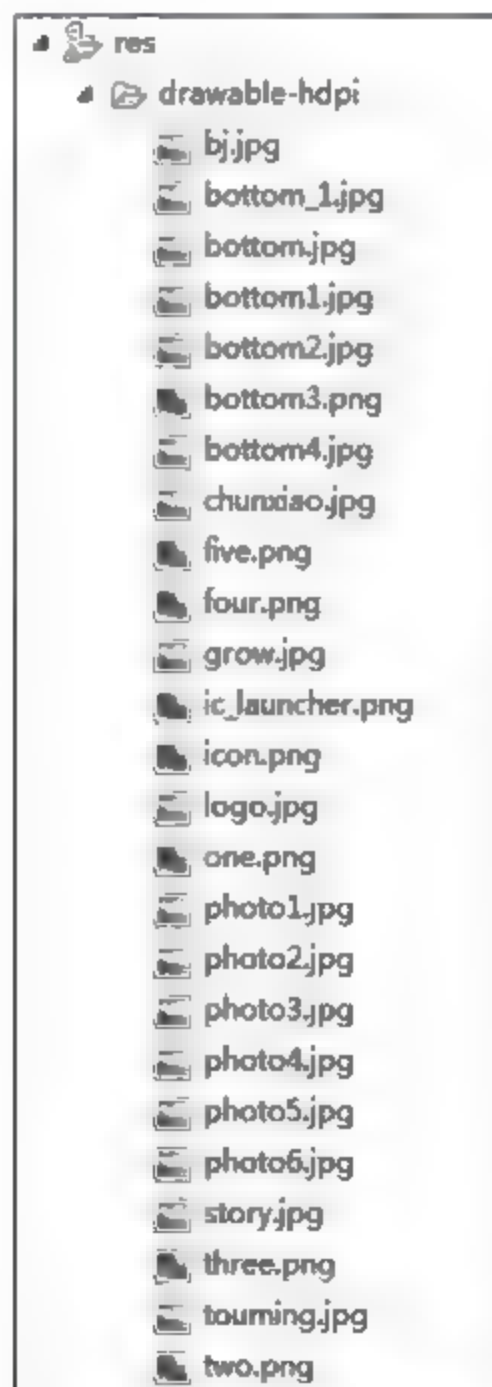 res
drawable-hdpi
bj.jpg
bottom_1.jpg
bottom.jpg
bottom1.jpg
bottom2.jpg
bottom3.png
bottom4.jpg
chunxiao.jpg
five.png
four.png
grow.jpg
ic_launcher.png
icon.png
logo.jpg
one.png
photo1.jpg
photo2.jpg
photo3.jpg
photo4.jpg
photo5.jpg
photo6.jpg
story.jpg
three.png
touming.jpg
two.png